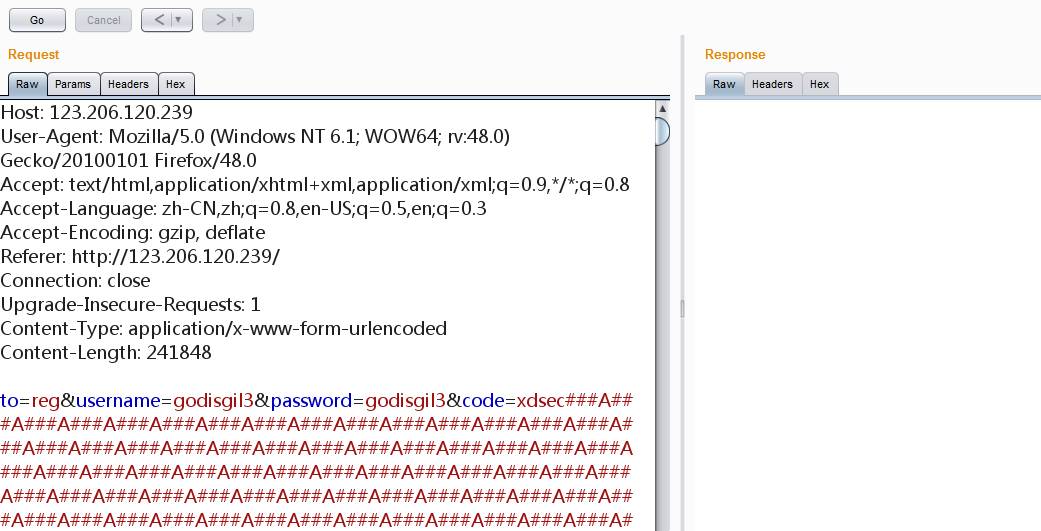 Go Cancel < ▼ > ▼
Request Response
Raw Params Headers Hex Raw Headers Hex
Host: 123.206.120.239
User-Agent: Mozilla/5.0 (Windows NT 6.1; WOW64; rv:48.0)
Gecko/20100101 Firefox/48.0
Accept: text/html,application/xhtml+xml,application/xml;q=0.9,*/*;q=0.8
Accept-Language: zh-CN,zh;q=0.8,en-US;q=0.5,en;q=0.3
Accept-Encoding: gzip, deflate
Referer: http://123.206.120.239/
Connection: close
Upgrade-Insecure-Requests: 1
Content-Type: application/x-www-form-urlencoded
Content-Length: 241848
to=reg&username=godisgil3&password=godisgil3&code=xdsec###A##
#A###A###A###A###A###A###A###A###A###A###A###A###A###A#
##A###A###A###A###A###A###A###A###A###A###A###A###A###A
###A###A###A###A###A###A###A###A###A###A###A###A###A###
A###A###A###A###A###A###A###A###A###A###A###A###A###A##
#A###A###A###A###A###A###A###A###A###A###A###A###A###A#